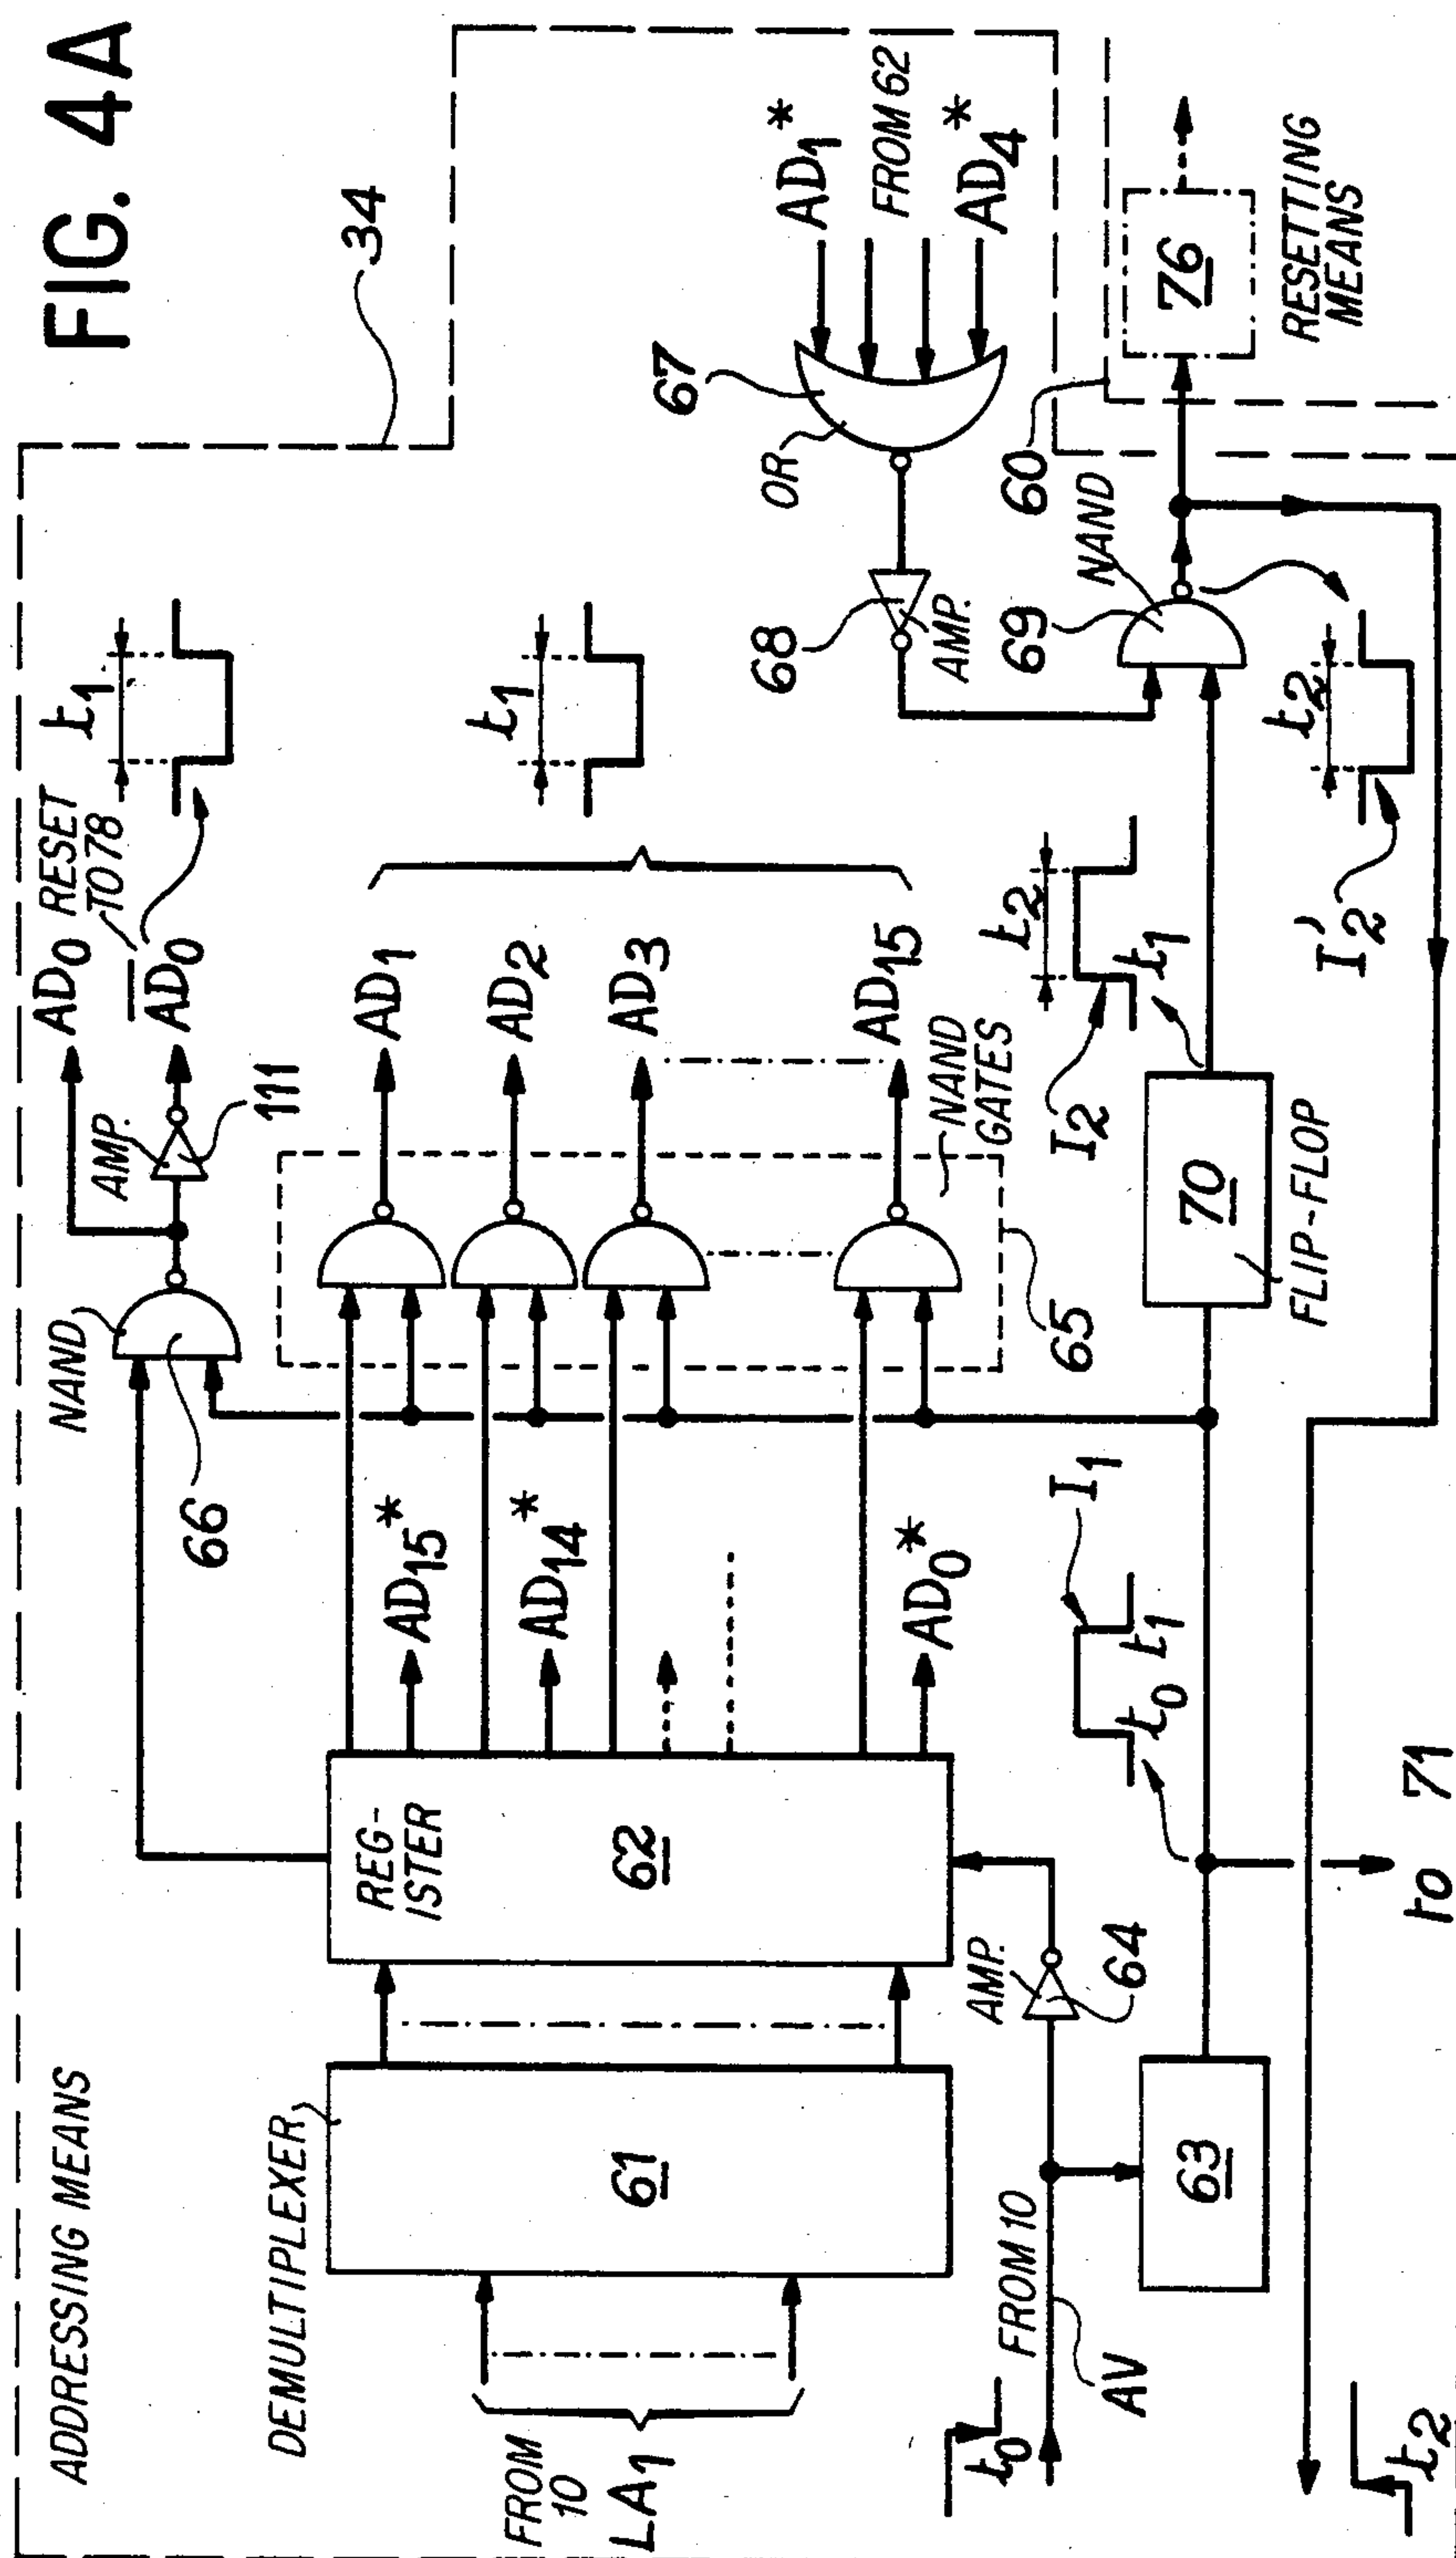 FIG. 4A
34
ADDRESSING MEANS
DEMULTIPLEXER
61
FROM
10
LA1
REG-
ISTER
62
NAND
66
AMP.
111
AD0 RESET
TO 78
AD0
t1
AD15*
AD14*
AD0*
AD1
AD2
AD3
AD15
NAND
GATES
65
t1
67
OR
AD1*
FROM 62
AD4*
68
AMP.
69
NAND
60
76
RESETTING
MEANS
AMP.
64
FROM 10
AV
t0
63
I1
t0
t1
to 71
70
FLIP-FLOP
I2
t2
t1
t2
I2'
t2